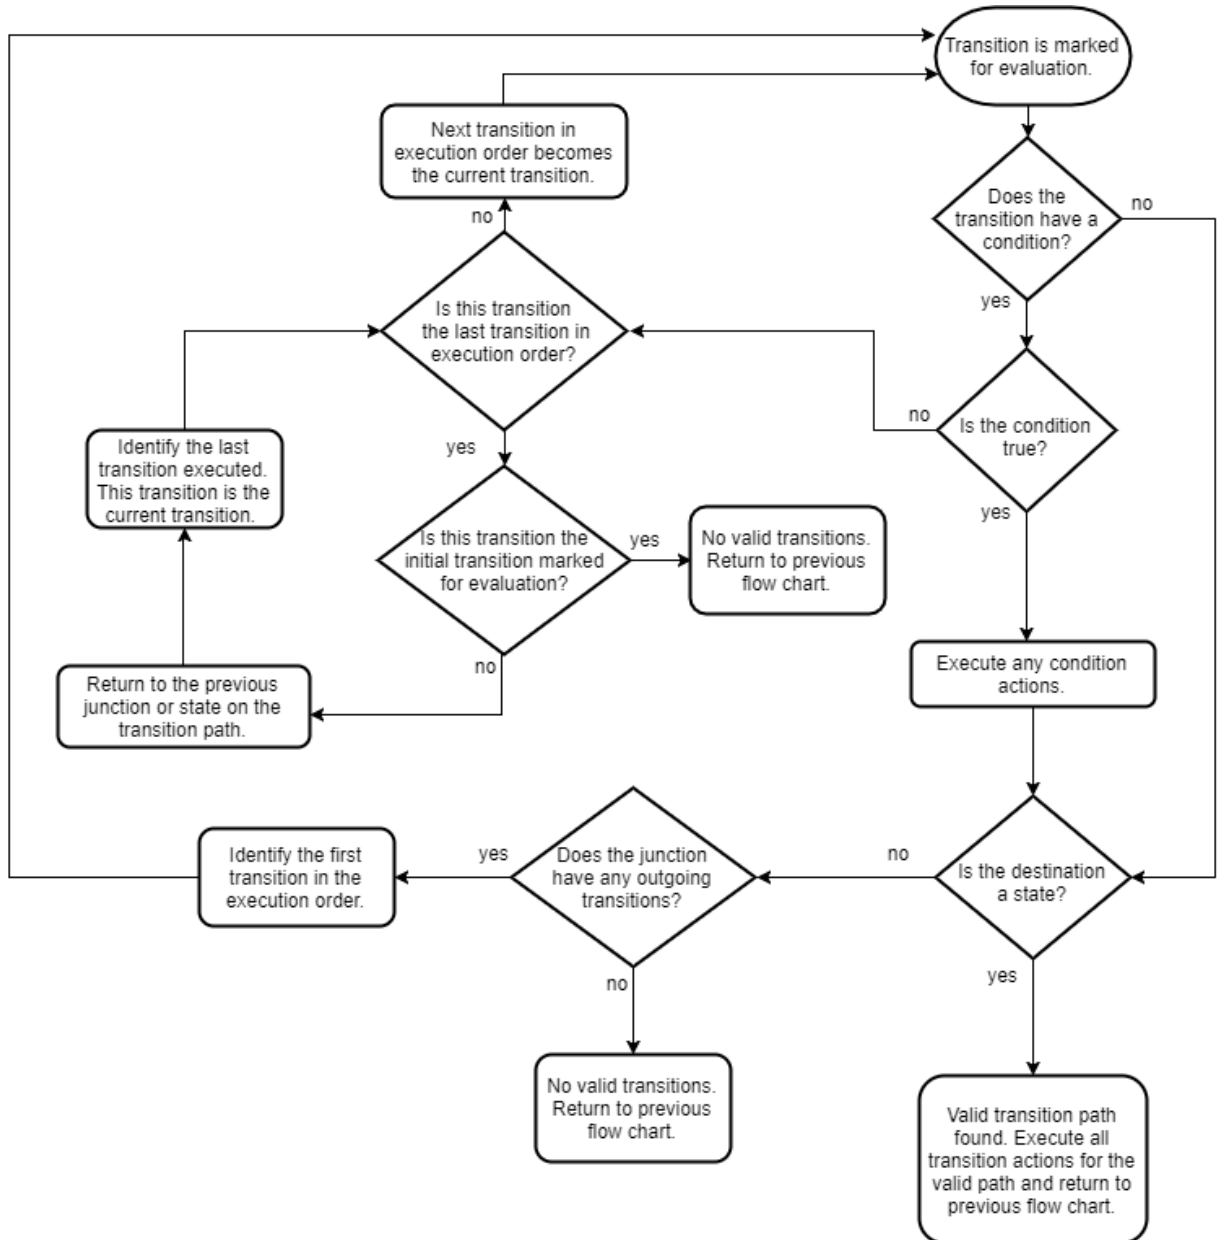 Transition is marked
for evaluation.
Next transition in
execution order becomes
the current transition.
no
Does the
transition have a
condition?
no
yes
Is this transition
the last transition in
execution order?
yes
no
Is the condition
true?
yes
Identify the last
transition executed.
This transition is the
current transition.
Is this transition the
initial transition marked
for evaluation?
yes
No valid transitions.
Return to previous
flow chart.
no
Return to the previous
junction or state on the
transition path.
Execute any condition
actions.
Identify the first
transition in the
execution order.
yes
Does the junction
have any outgoing
transitions?
no
Is the destination
a state?
no
yes
No valid transitions.
Return to previous
flow chart.
Valid transition path
found. Execute all
transition actions for the
valid path and return to
previous flow chart.